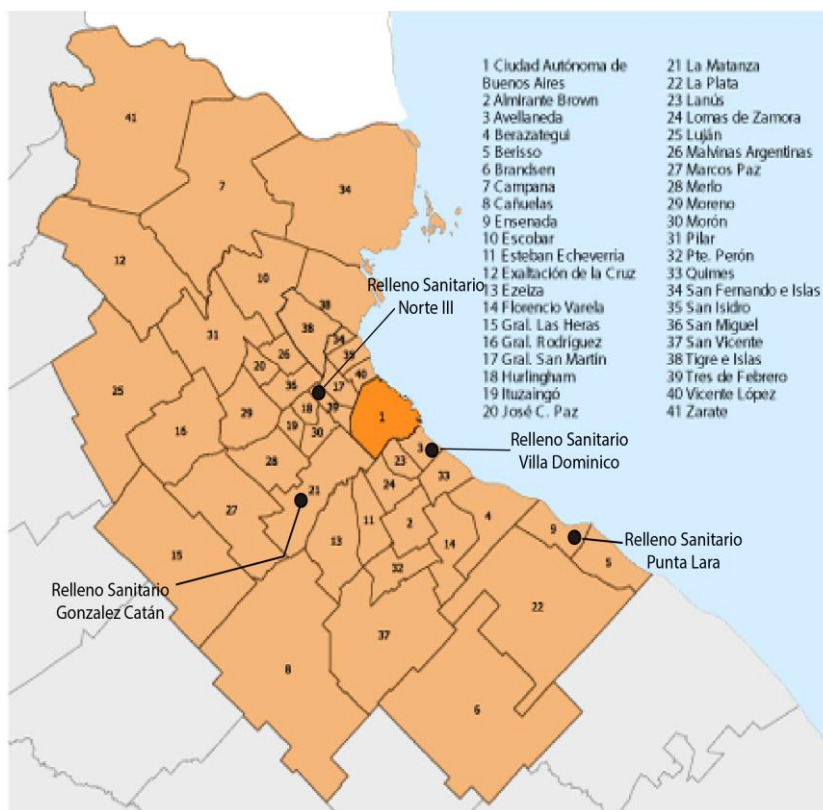 1 Ciudad Autónoma de
Buenos Aires
2 Almirante Brown
3 Avellaneda
4 Berazategui
5 Berisso
6 Brandsen
7 Campana
8 Cañuelas
9 Ensenada
10 Escobar
11 Esteban Echeverría
12 Exaltación de la Cruz
13 Ezeiza
14 Florencio Varela
15 Gral. Las Heras
16 Gral. Rodríguez
17 Gral. San Martín
18 Hurlingham
19 Ituzaingó
20 José C. Paz
21 La Matanza
22 La Plata
23 Lanús
24 Lomas de Zamora
25 Luján
26 Malvinas Argentinas
27 Marcos Paz
28 Merlo
29 Moreno
30 Morón
31 Pilar
32 Pte. Perón
33 Quimes
34 San Fernando e Islas
35 San Isidro
36 San Miguel
37 San Vicente
38 Tigre e Islas
39 Tres de Febrero
40 Vicente López
41 Zarate
41
7
34
12
10
Relleno Sanitario
Norte III
38
31
38
34
26
35
20
40
36
17
25
29
18
39
1
16
19
30
Relleno Sanitario
Villa Dominico
3
28
23
33
24
21
27
11
2
4
9
Relleno Sanitario
Punta Lara
13
14
15
5
32
Relleno Sanitario
Gonzalez Catán
22
37
8
6